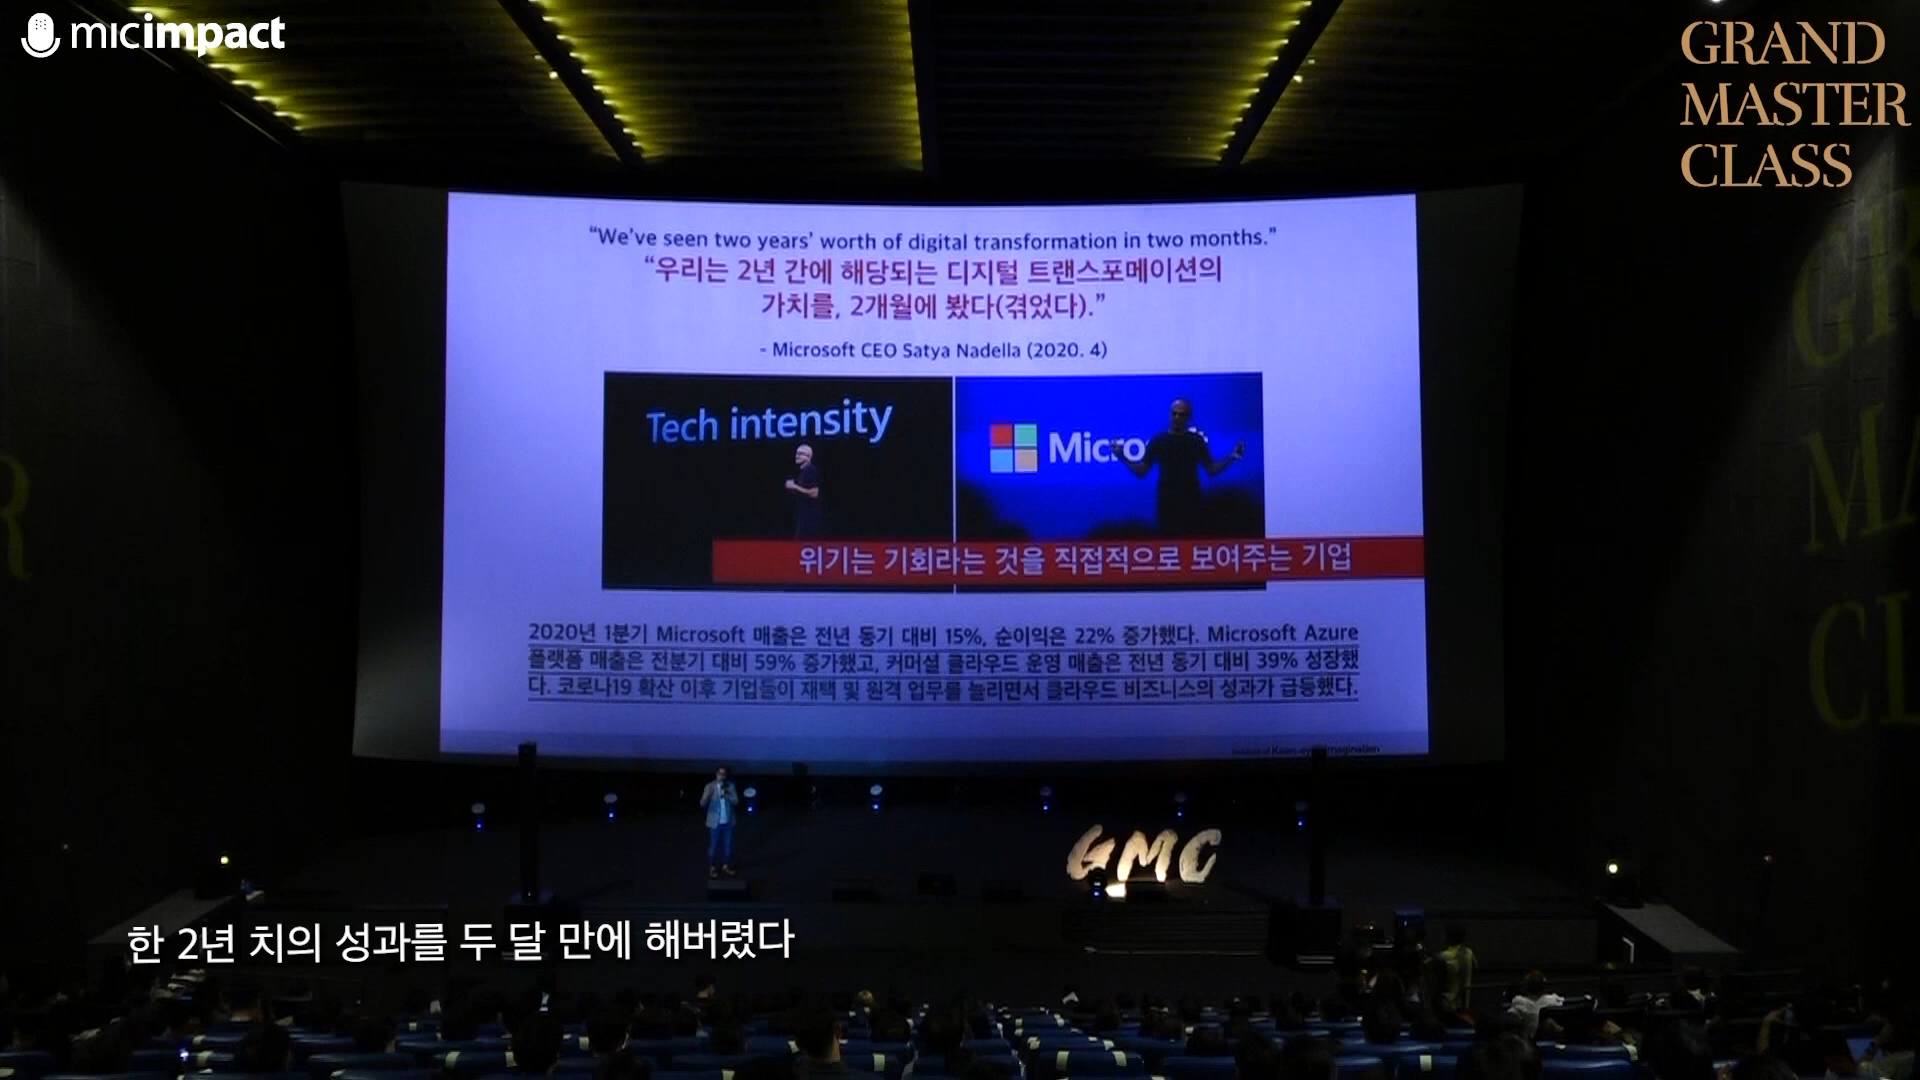 micimpact
GRAND
MASTER
CLASS
“We’ve seen two years’ worth of digital transformation in two months.”
“우리는 2년 간에 해당되는 디지털 트랜스포메이션의
가치를, 2개월에 봤다(겪었다).”
- Microsoft CEO Satya Nadella (2020. 4)
Tech intensity
Micro
위기는 기회라는 것을 직접적으로 보여주는 기업
2020년 1분기 Microsoft 매출은 전년 동기 대비 15%, 순이익은 22% 증가했다. Microsoft Azure
플랫폼 매출은 전분기 대비 59% 증가했고, 커머셜 클라우드 운영 매출은 전년 동기 대비 39% 성장했
다. 코로나19 확산 이후 기업들이 재택 및 원격 업무를 늘리면서 클라우드 비즈니스의 성과가 급등했다.
GMC
한 2년 치의 성과를 두 달 만에 해버렸다